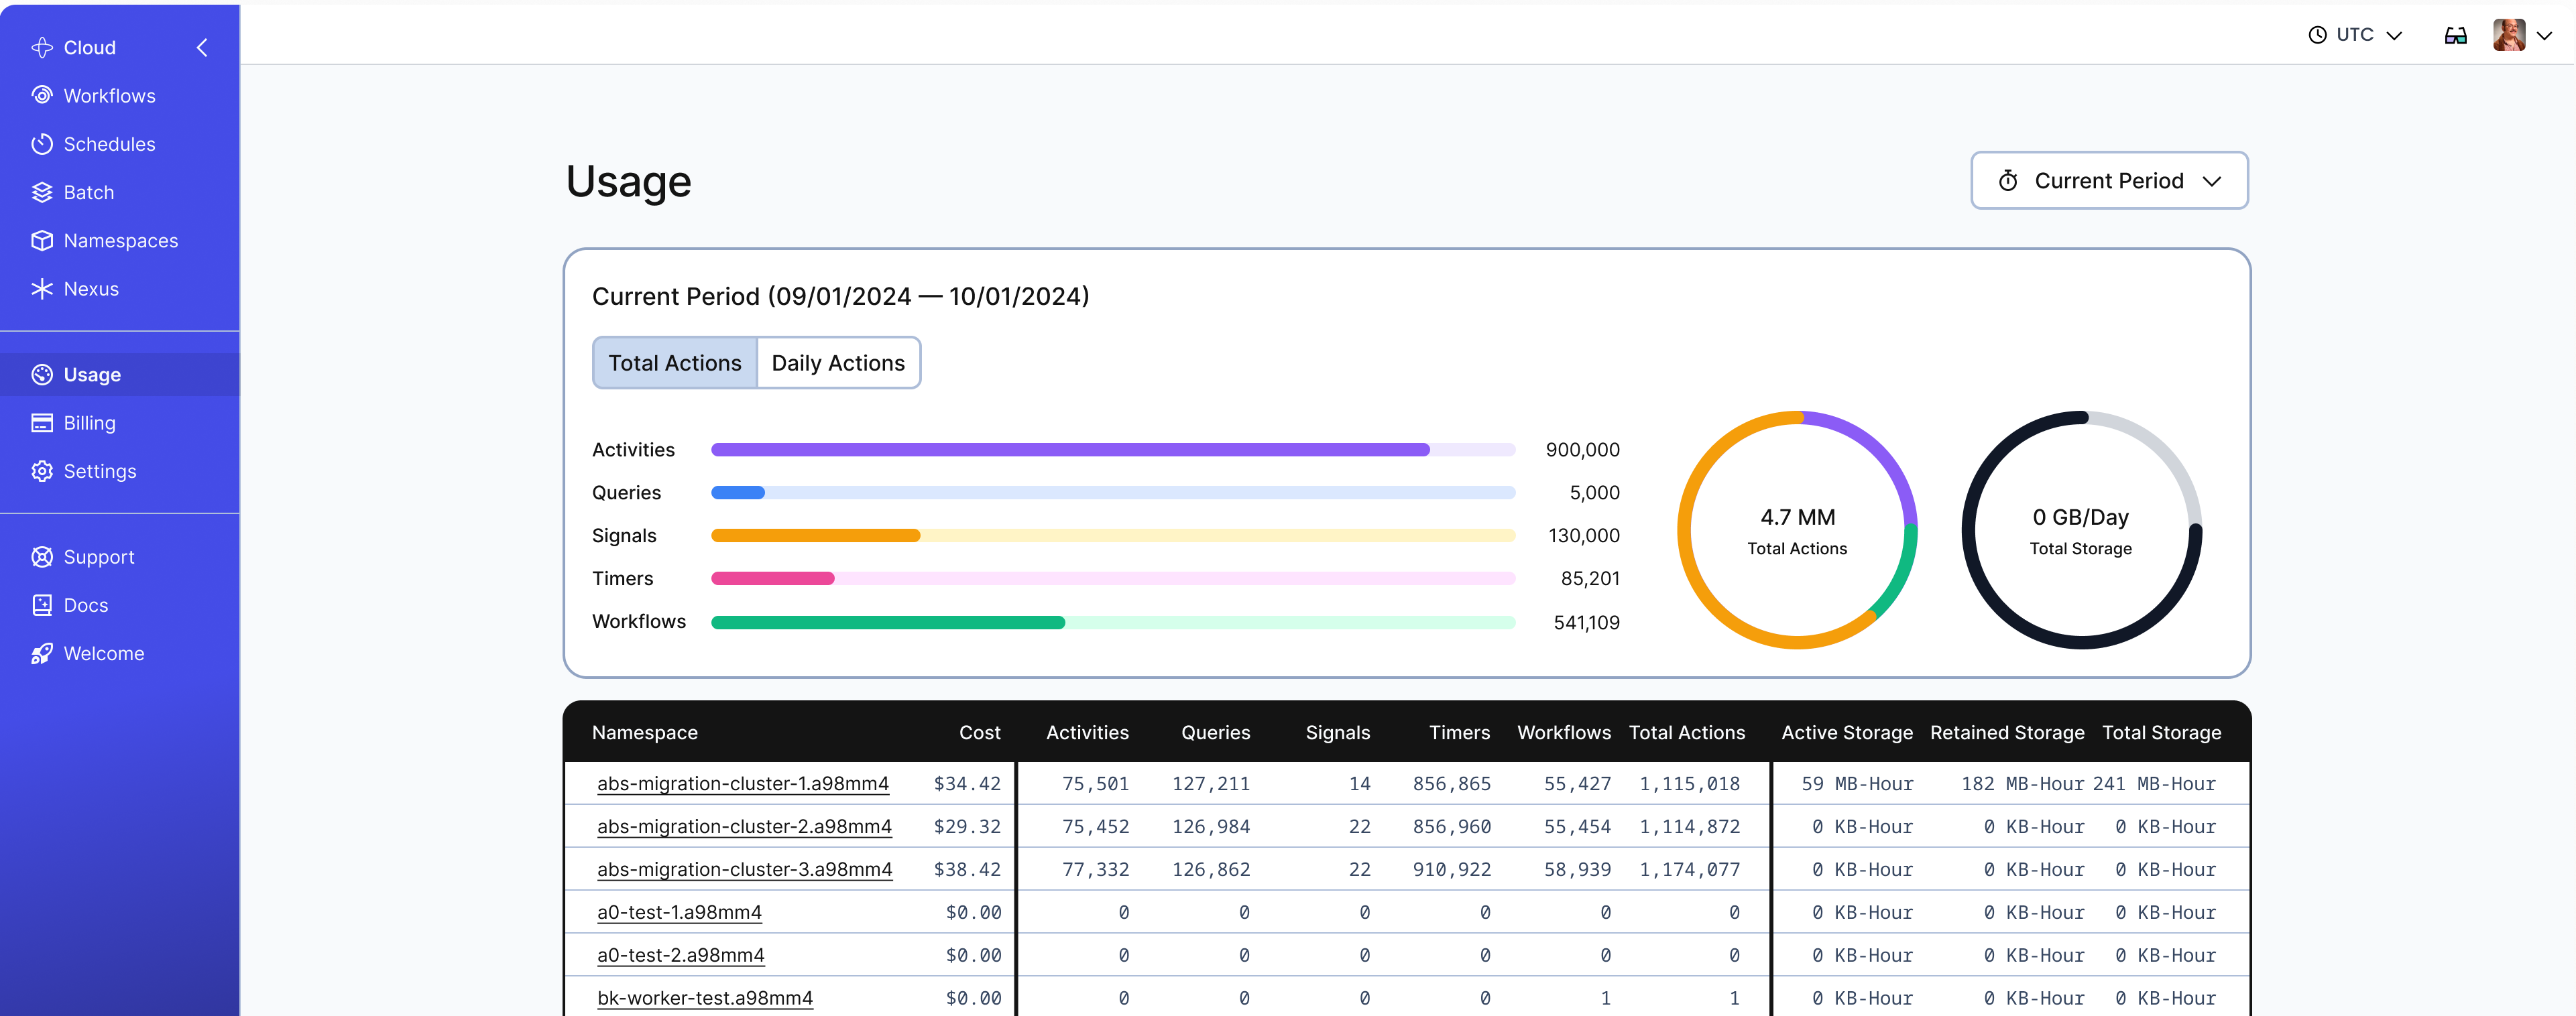 Cloud
Workflows
Schedules
Batch
Namespaces
Nexus
Usage
Billing
Settings
Support
Docs
Welcome
UTC
Usage
Current Period
Current Period (09/01/2024 — 10/01/2024)
Total Actions Daily Actions
Activities 900,000
Queries 5,000
Signals 130,000
Timers 85,201
Workflows 541,109
4.7 MM
Total Actions
0 GB/Day
Total Storage
Namespace Cost Activities Queries Signals Timers Workflows Total Actions Active Storage Retained Storage Total Storage
abs-migration-cluster-1.a98mm4 $34.42 75,501 127,211 14 856,865 55,427 1,115,018 59 MB-Hour 182 MB-Hour 241 MB-Hour
abs-migration-cluster-2.a98mm4 $29.32 75,452 126,984 22 856,960 55,454 1,114,872 0 KB-Hour 0 KB-Hour 0 KB-Hour
abs-migration-cluster-3.a98mm4 $38.42 77,332 126,862 22 910,922 58,939 1,174,077 0 KB-Hour 0 KB-Hour 0 KB-Hour
a0-test-1.a98mm4 $0.00 0 0 0 0 0 0 0 KB-Hour 0 KB-Hour 0 KB-Hour
a0-test-2.a98mm4 $0.00 0 0 0 0 0 0 0 KB-Hour 0 KB-Hour 0 KB-Hour
bk-worker-test.a98mm4 $0.00 0 0 0 0 1 1 0 KB-Hour 0 KB-Hour 0 KB-Hour